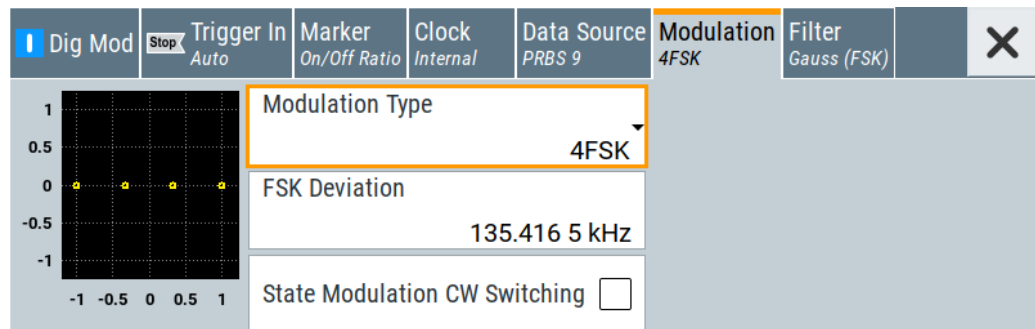 Dig Mod
Stop
Trigger In
Auto
Marker
On/Off Ratio
Clock
Internal
Data Source
PRBS 9
Modulation
4FSK
Filter
Gauss (FSK)
1
0.5
0
-0.5
-1
-1 -0.5 0 0.5 1
Modulation Type
4FSK
FSK Deviation
135.416 5 kHz
State Modulation CW Switching